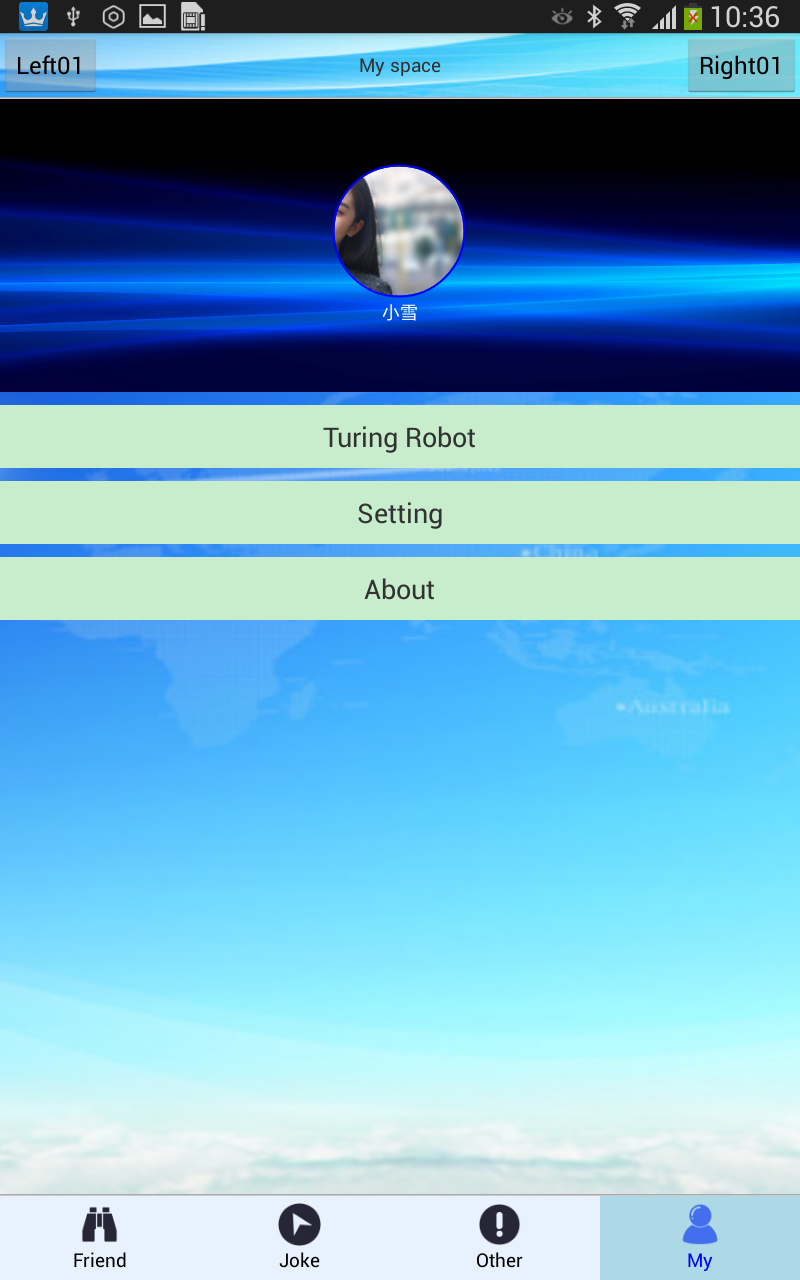 10:36
Left01
My space
Right01
小雪
Turing Robot
Setting
China
About
Australia
Friend
Joke
Other
My